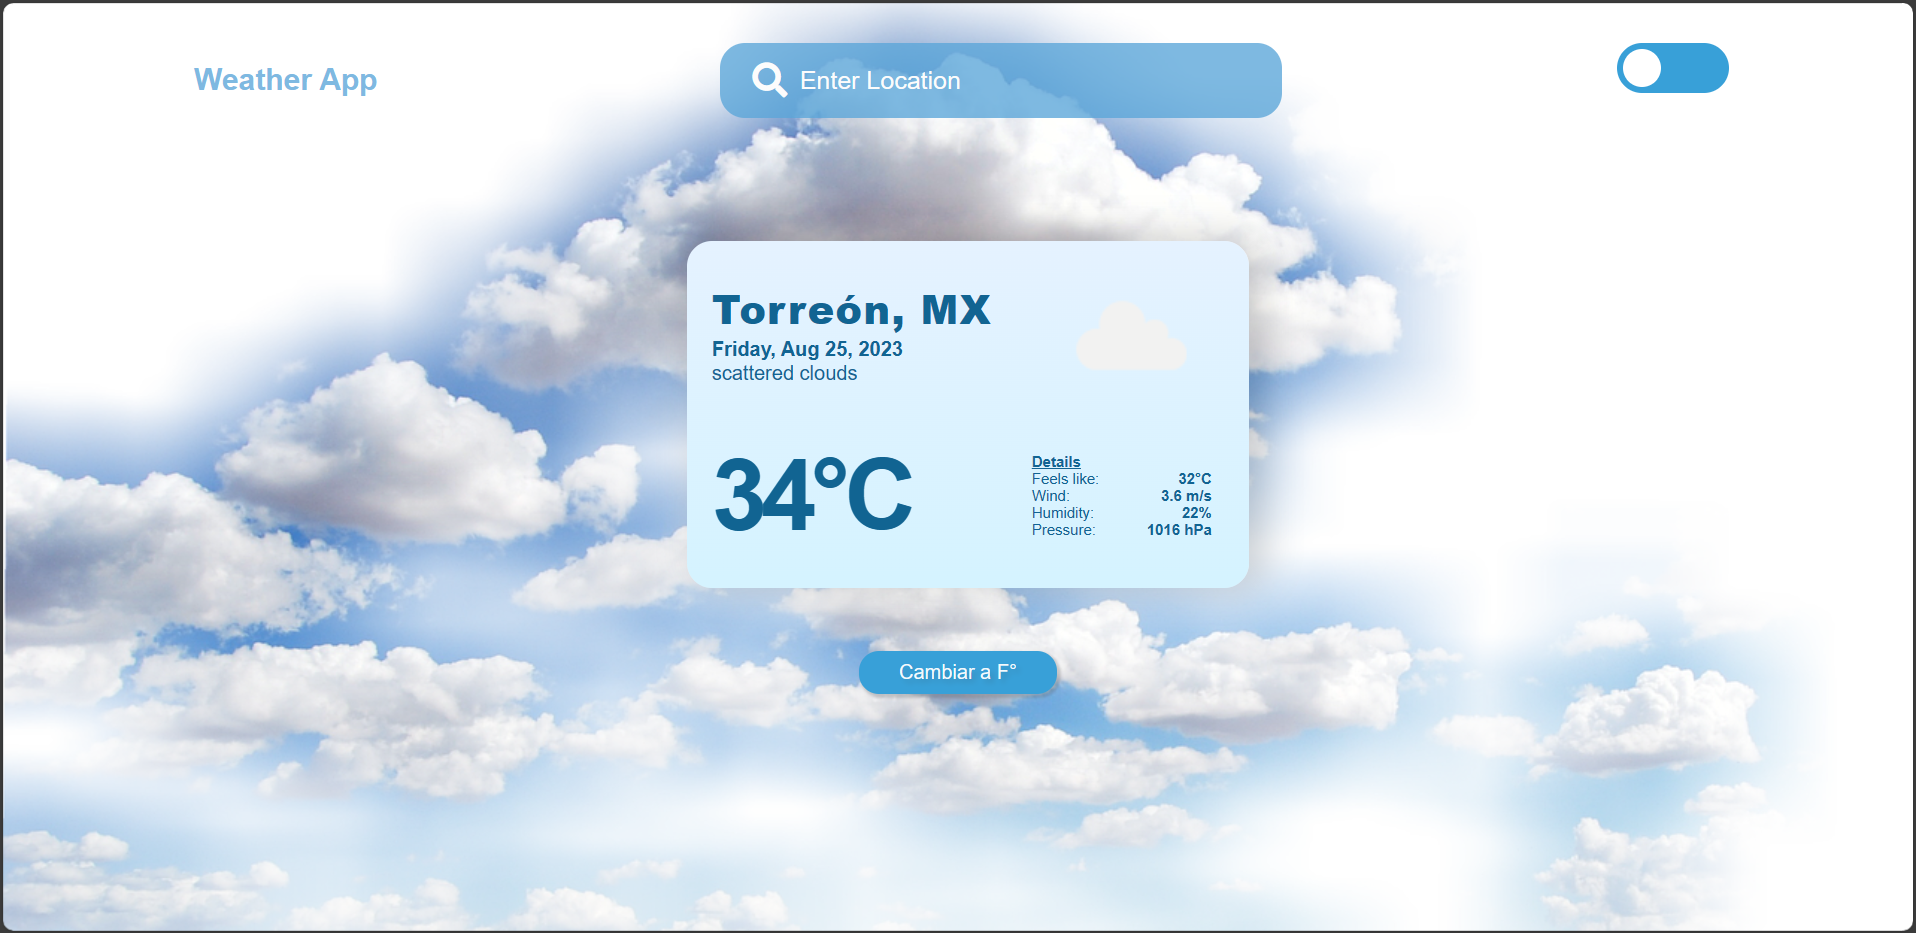 Weather App
Enter Location
Torreón, MX
Friday, Aug 25, 2023
scattered clouds
34°C
Details
Feels like: 32°C
Wind: 3.6 m/s
Humidity: 22%
Pressure: 1016 hPa
Cambiar a F°